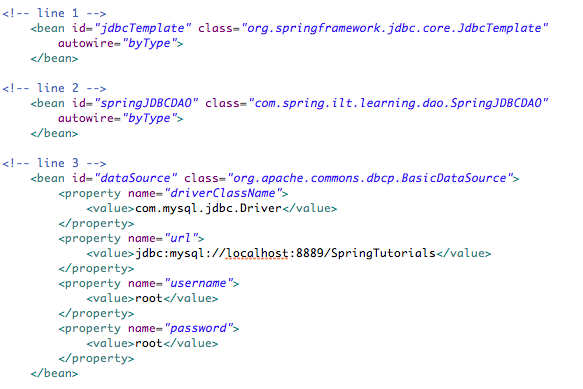 <!-- line 1 -->
<bean id="jdbcTemplate" class="org.springframework.jdbc.core.JdbcTemplate"
autowire="byType">
</bean>
<!-- line 2 -->
<bean id="springJDBCDAO" class="com.spring.ilt.learning.dao.SpringJDBCDAO"
autowire="byType">
</bean>
<!-- line 3 -->
<bean id="dataSource" class="org.apache.commons.dbcp.BasicDataSource">
<property name="driverClassName">
<value>com.mysql.jdbc.Driver</value>
</property>
<property name="url">
<value>jdbc:mysql://localhost:8889/SpringTutorials</value>
</property>
<property name="username">
<value>root</value>
</property>
<property name="password">
<value>root</value>
</property>
</bean>